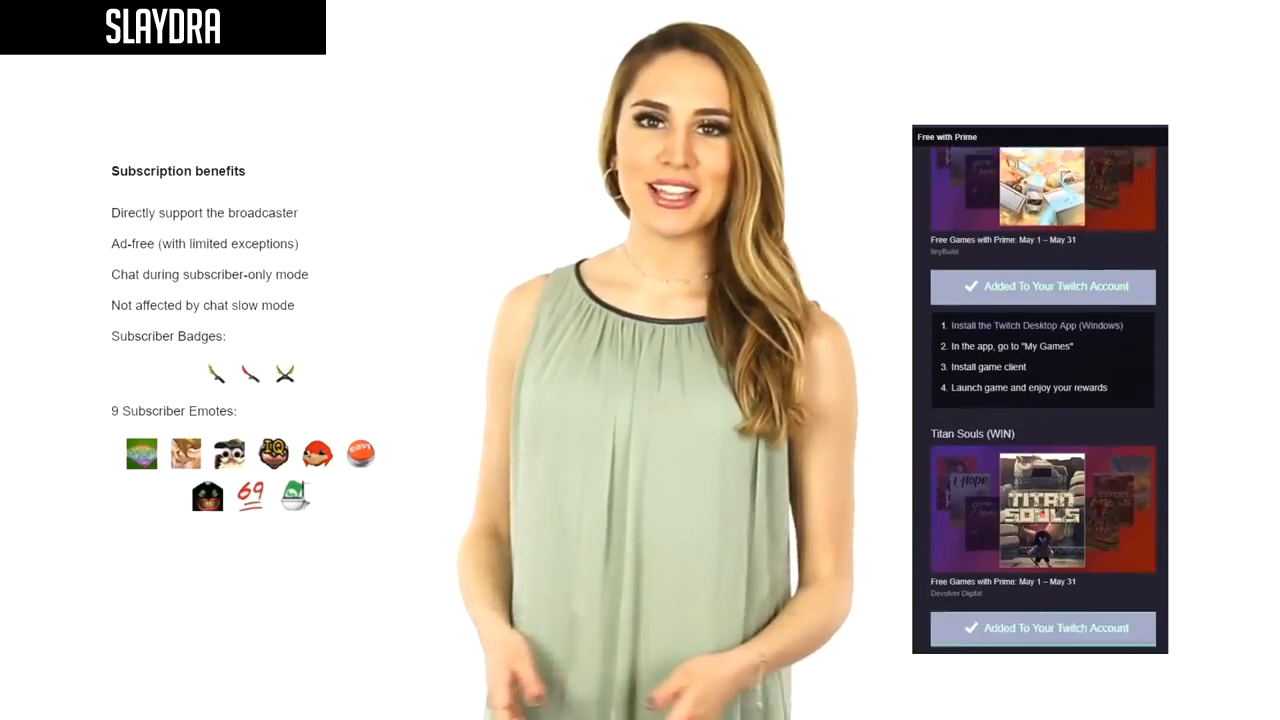 SLAYDRA
Subscription benefits
Directly support the broadcaster
Ad-free (with limited exceptions)
Chat during subscriber-only mode
Not affected by chat slow mode
Subscriber Badges:
9 Subscriber Emotes:
IQ
easy
69
Free with Prime
Free Games with Prime: May 1 – May 31
tinyBuild
Added To Your Twitch Account
1. Install the Twitch Desktop App (Windows)
2. In the app, go to "My Games"
3. Install game client
4. Launch game and enjoy your rewards
Titan Souls (WIN)
I Hope
TITAN
SOULS
Free Games with Prime: May 1 – May 31
Devolver Digital
Added To Your Twitch Account